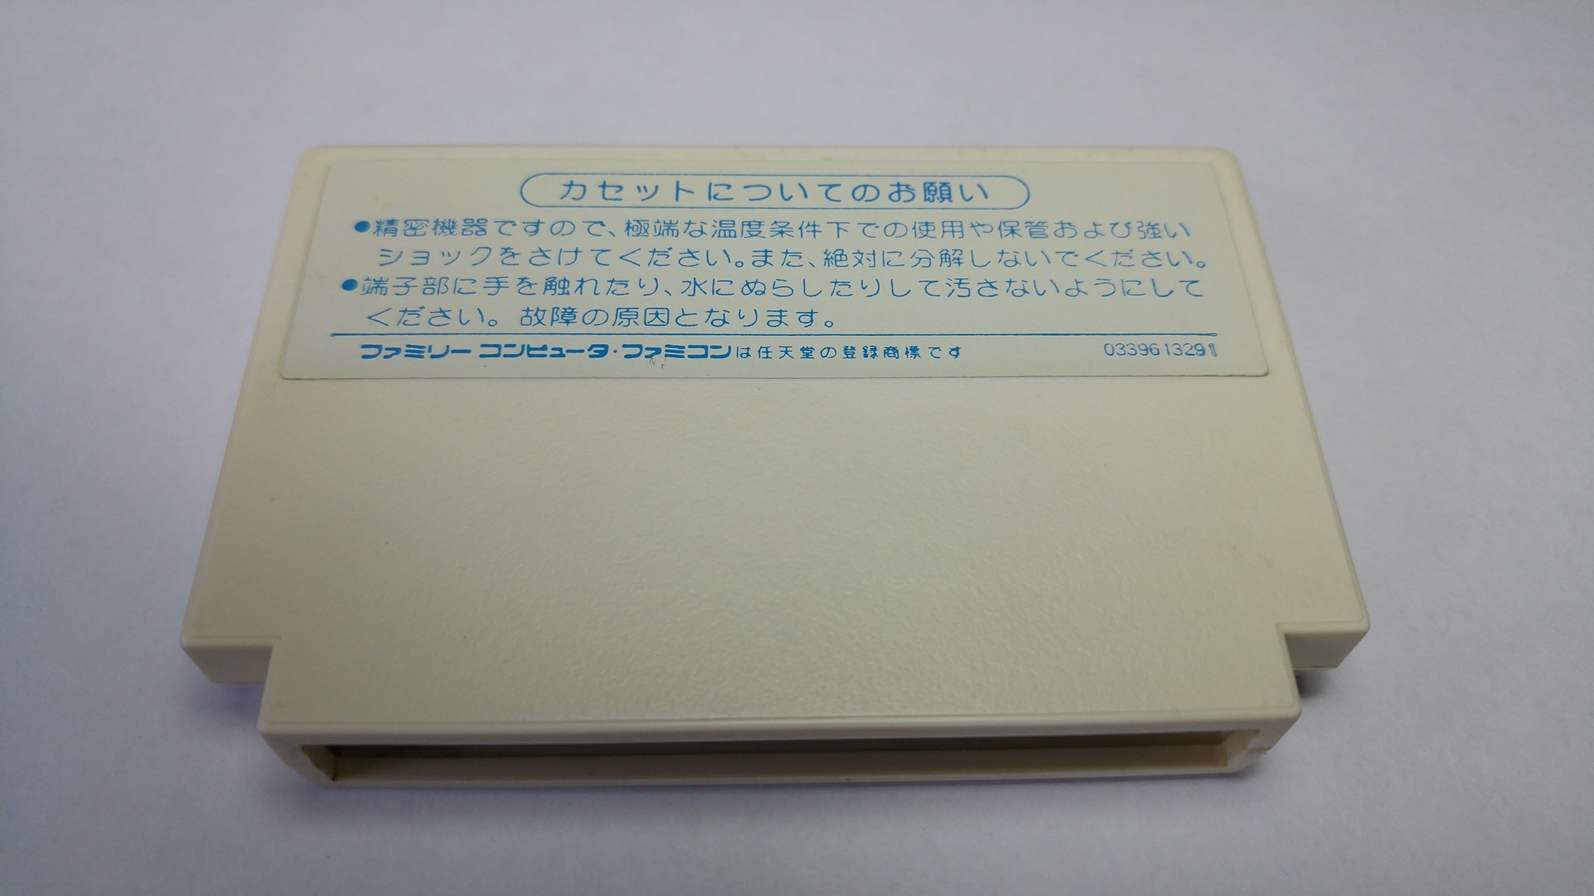 カセットについてのお願い
●精密機器ですので、極端な温度条件下での使用や保管および強い
ショックをさけてください。また、絶対に分解しないでください。
●端子部に手を触れたり、水にぬらしたりして汚さないようにして
ください。故障の原因となります。
ファミリーコンピュータ・ファミコンは任天堂の登録商標です 0339613291